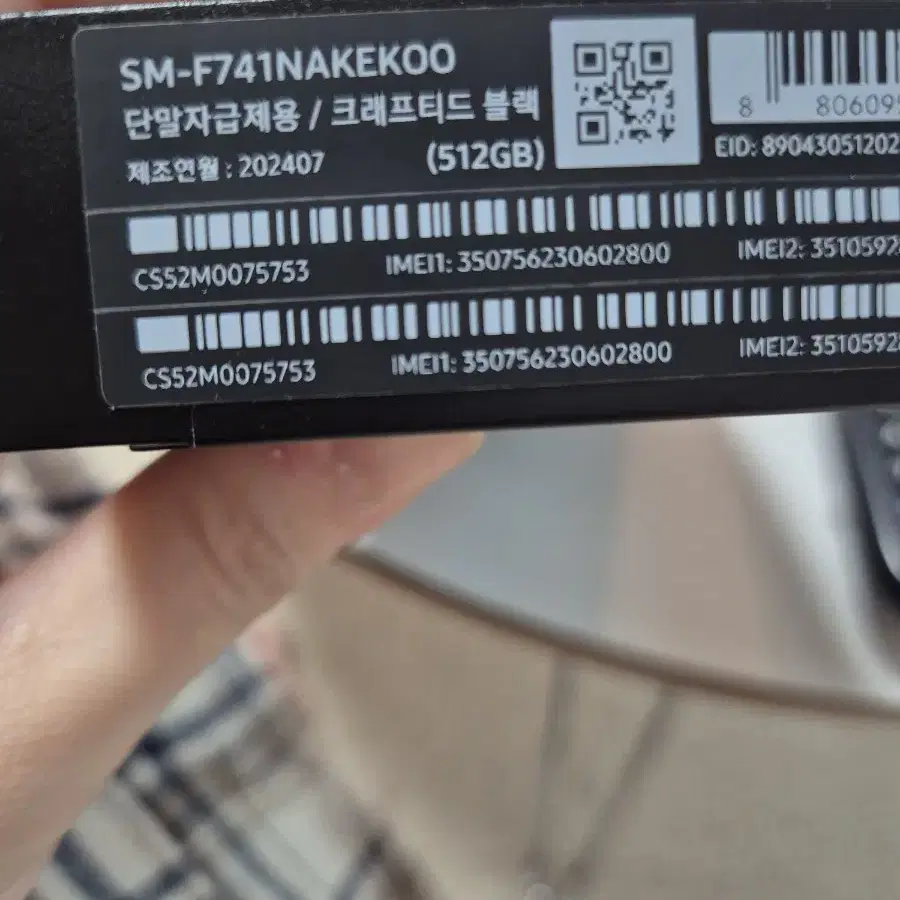 SM-F741NAKEKOO
단말자급제용 / 크래프티드 블랙
제조연월 : 202407 (512GB)
8 806095
EID: 89043051202
CS52M0075753 IMEI1: 350756230602800 IMEI2: 3510592
CS52M0075753 IMEI1: 350756230602800 IMEI2: 3510592